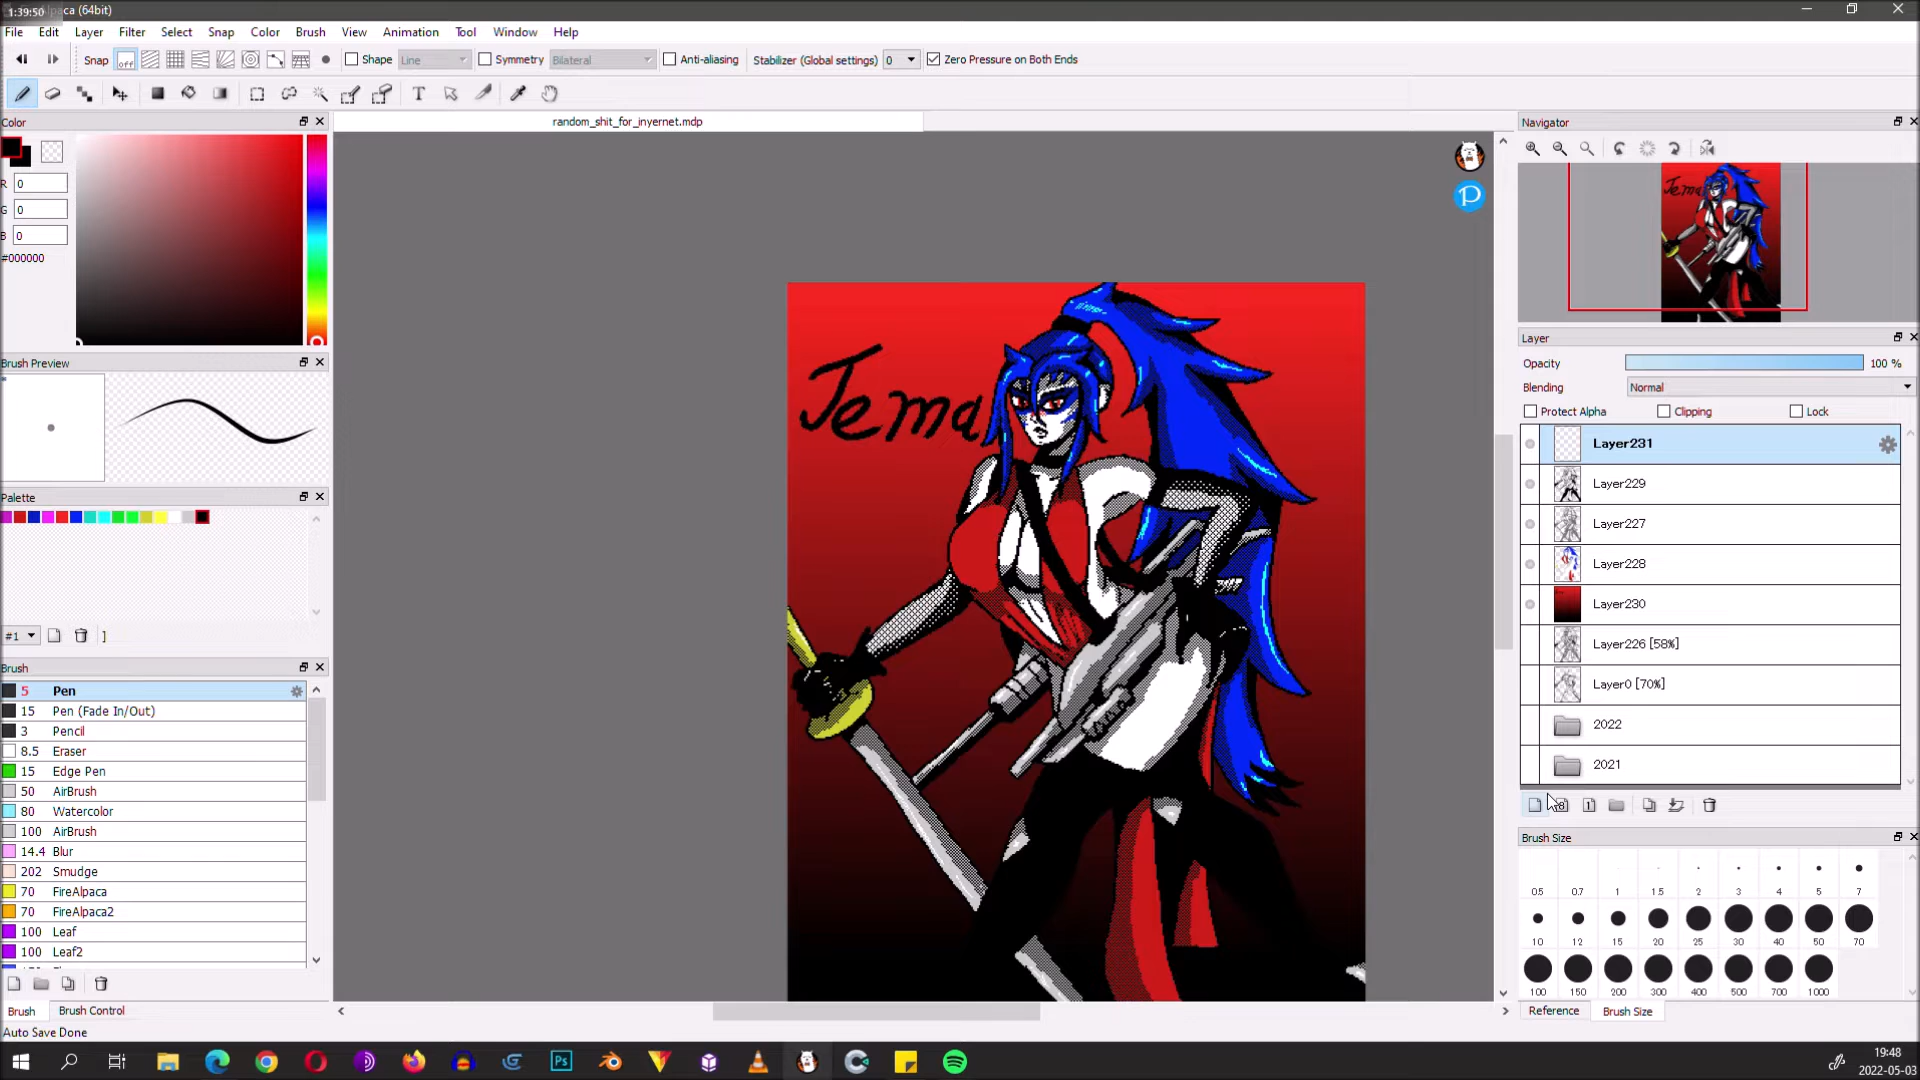 1:39:50
aca (64bit)
File Edit Layer Filter Select Snap Color Brush View Animation Tool Window Help
Snap off Shape Line Symmetry Bilateral Anti-aliasing Stabilizer (Global settings) 0 Zero Pressure on Both Ends
T
Color
random_shit_for_inyernet.mdp
Navigator
R 0
G 0
B 0
#000000
P
Jema
Layer
Opacity 100 %
Blending Normal
Protect Alpha Clipping Lock
Layer231
Layer229
Layer227
Layer228
Layer230
Layer226 [58%]
Layer0 [70%]
2022
2021
Brush Preview
Palette
#1 ]
Brush
5 Pen
15 Pen (Fade In/Out)
3 Pencil
8.5 Eraser
15 Edge Pen
50 AirBrush
80 Watercolor
100 AirBrush
14.4 Blur
202 Smudge
70 FireAlpaca
70 FireAlpaca2
100 Leaf
100 Leaf2
Brush Size
0.5 0.7 1 1.5 2 3 4 5 7
10 12 15 20 25 30 40 50 70
100 150 200 300 400 500 700 1000
Brush Brush Control
Reference Brush Size
Auto Save Done
Ps
19:48
2022-05-03